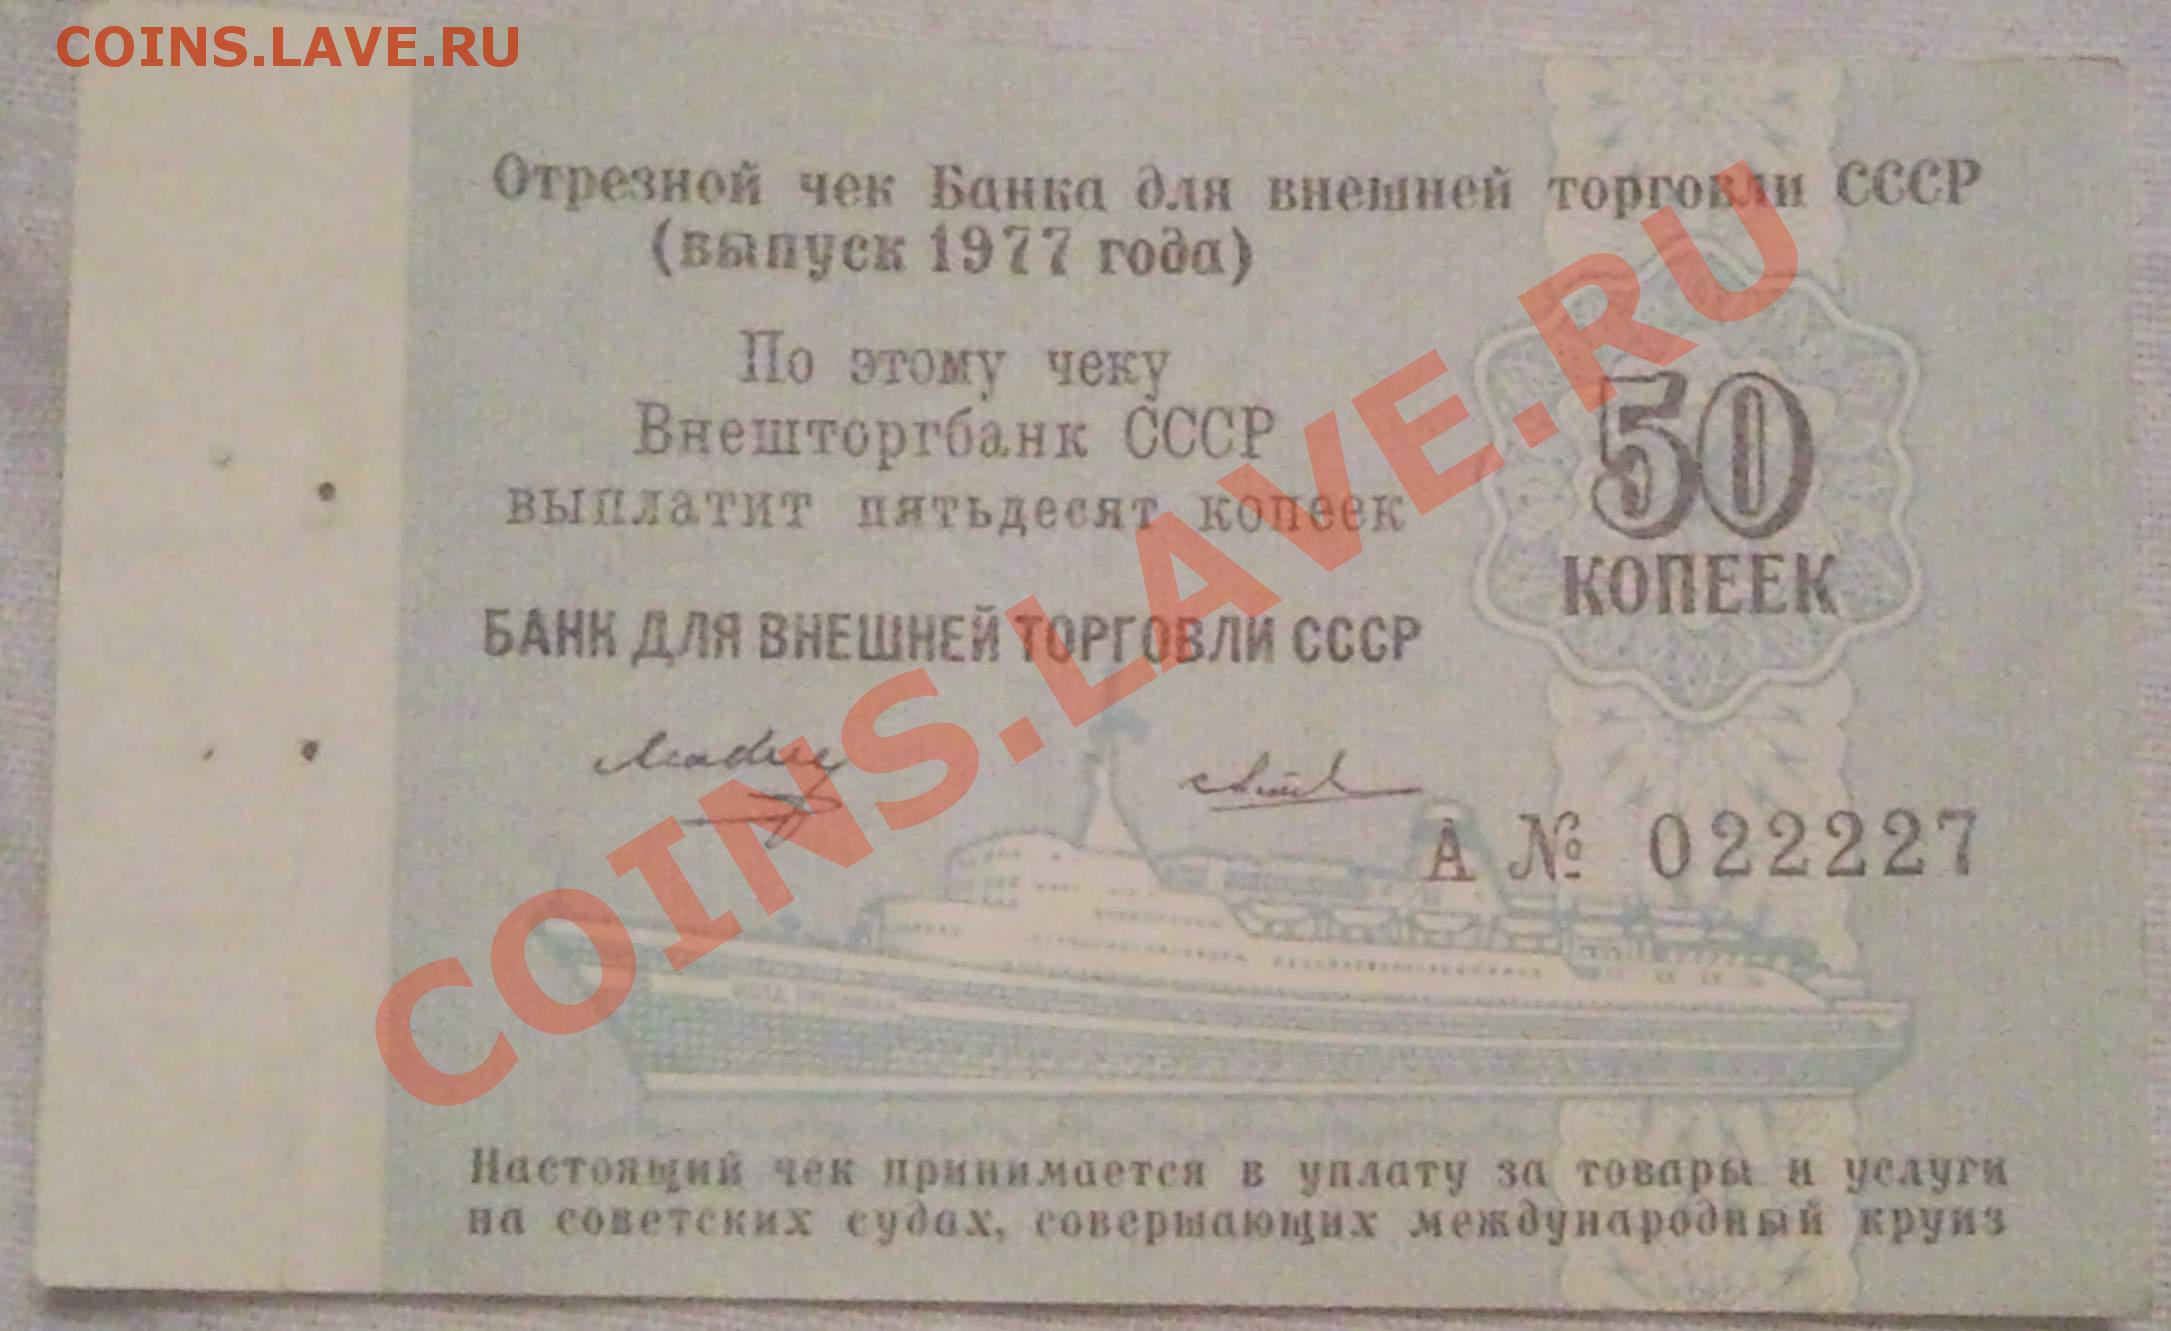 COINS.LAVE.RU
Отрезной чек Банка для внешней торговли СССР
(выпуск 1977 года)
По этому чеку
Внешторгбанк СССР
выплатит пятьдесят копеек
50
КОПЕЕК
БАНК ДЛЯ ВНЕШНЕЙ ТОРГОВЛИ СССР
А № 022227
Настоящий чек принимается в уплату за товары и услуги
на советских судах, совершающих международный круиз
COINS.LAVE.RU